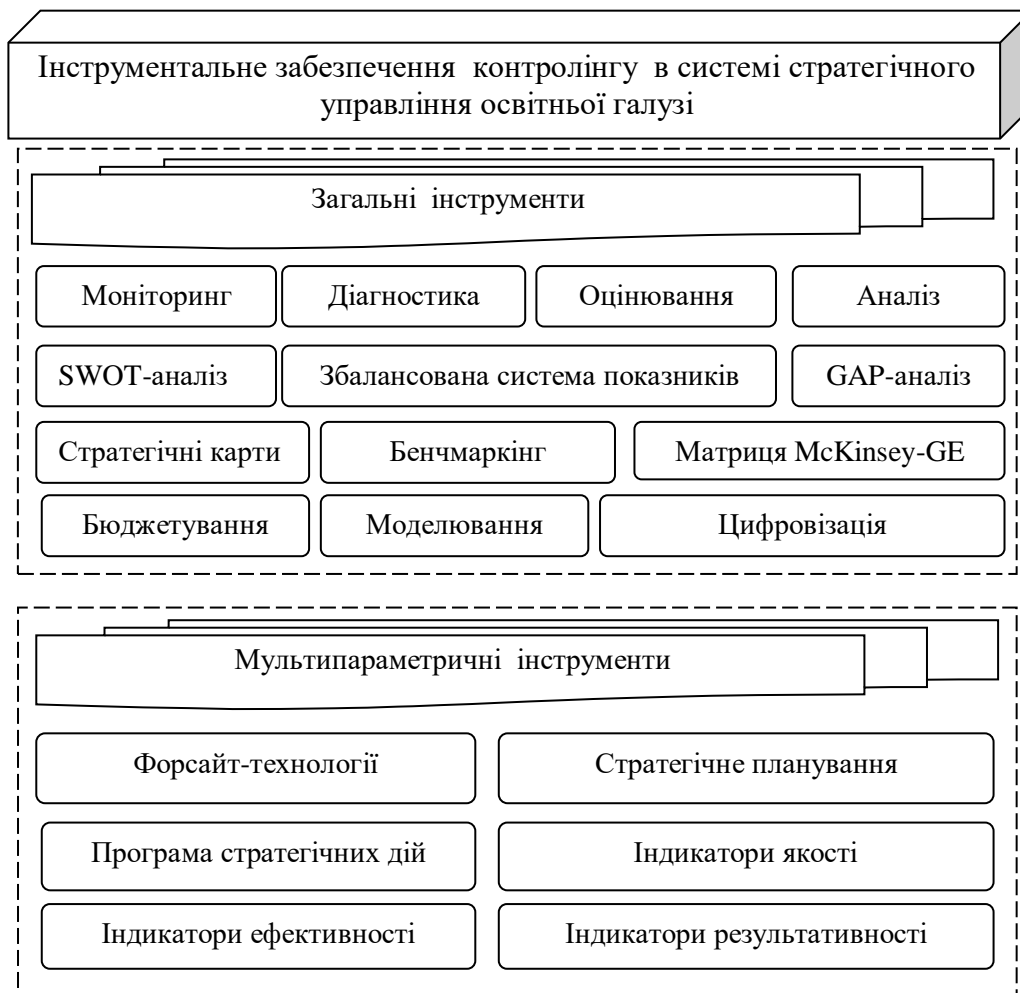 Інструментальне забезпечення контролінгу в системі стратегічного
управління освітньої галузі
Загальні інструменти
Моніторинг
Діагностика
Оцінювання
Аналіз
SWOT-аналіз
Збалансована система показників
GAP-аналіз
Стратегічні карти
Бенчмаркінг
Матриця McKinsey-GE
Бюджетування
Моделювання
Цифровізація
Мультипараметричні інструменти
Форсайт-технології
Стратегічне планування
Програма стратегічних дій
Індикатори якості
Індикатори ефективності
Індикатори результативності